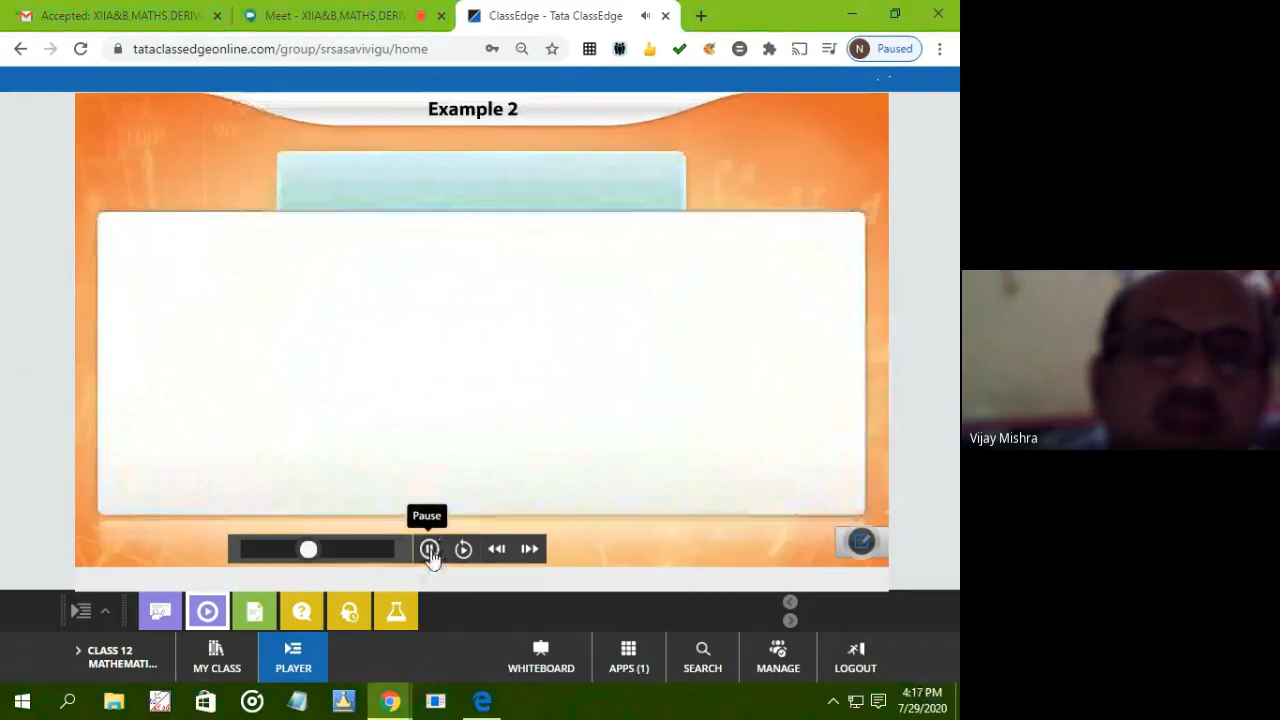 Accepted: XIIA&B,MATHS,DERIV
Meet - XIIA&B,MATHS,DERIV
ClassEdge - Tata ClassEdge
tataclassedgeonline.com/group/srsasavivigu/home
N
Paused
Example 2
Vijay Mishra
Pause
CLASS 12
MATHEMATI...
MY CLASS
PLAYER
WHITEBOARD
APPS (1)
SEARCH
MANAGE
LOGOUT
4:17 PM
7/29/2020